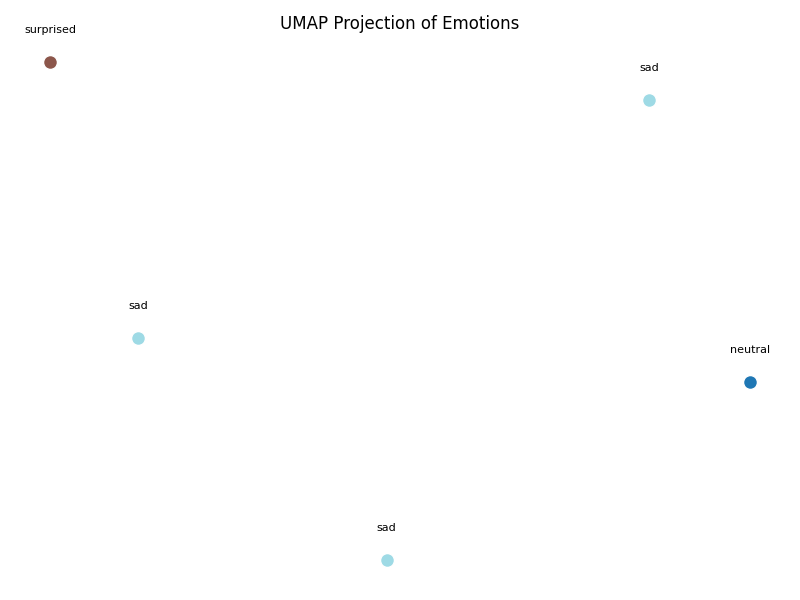 UMAP Projection of Emotions
surprised
sad
sad
neutral
sad